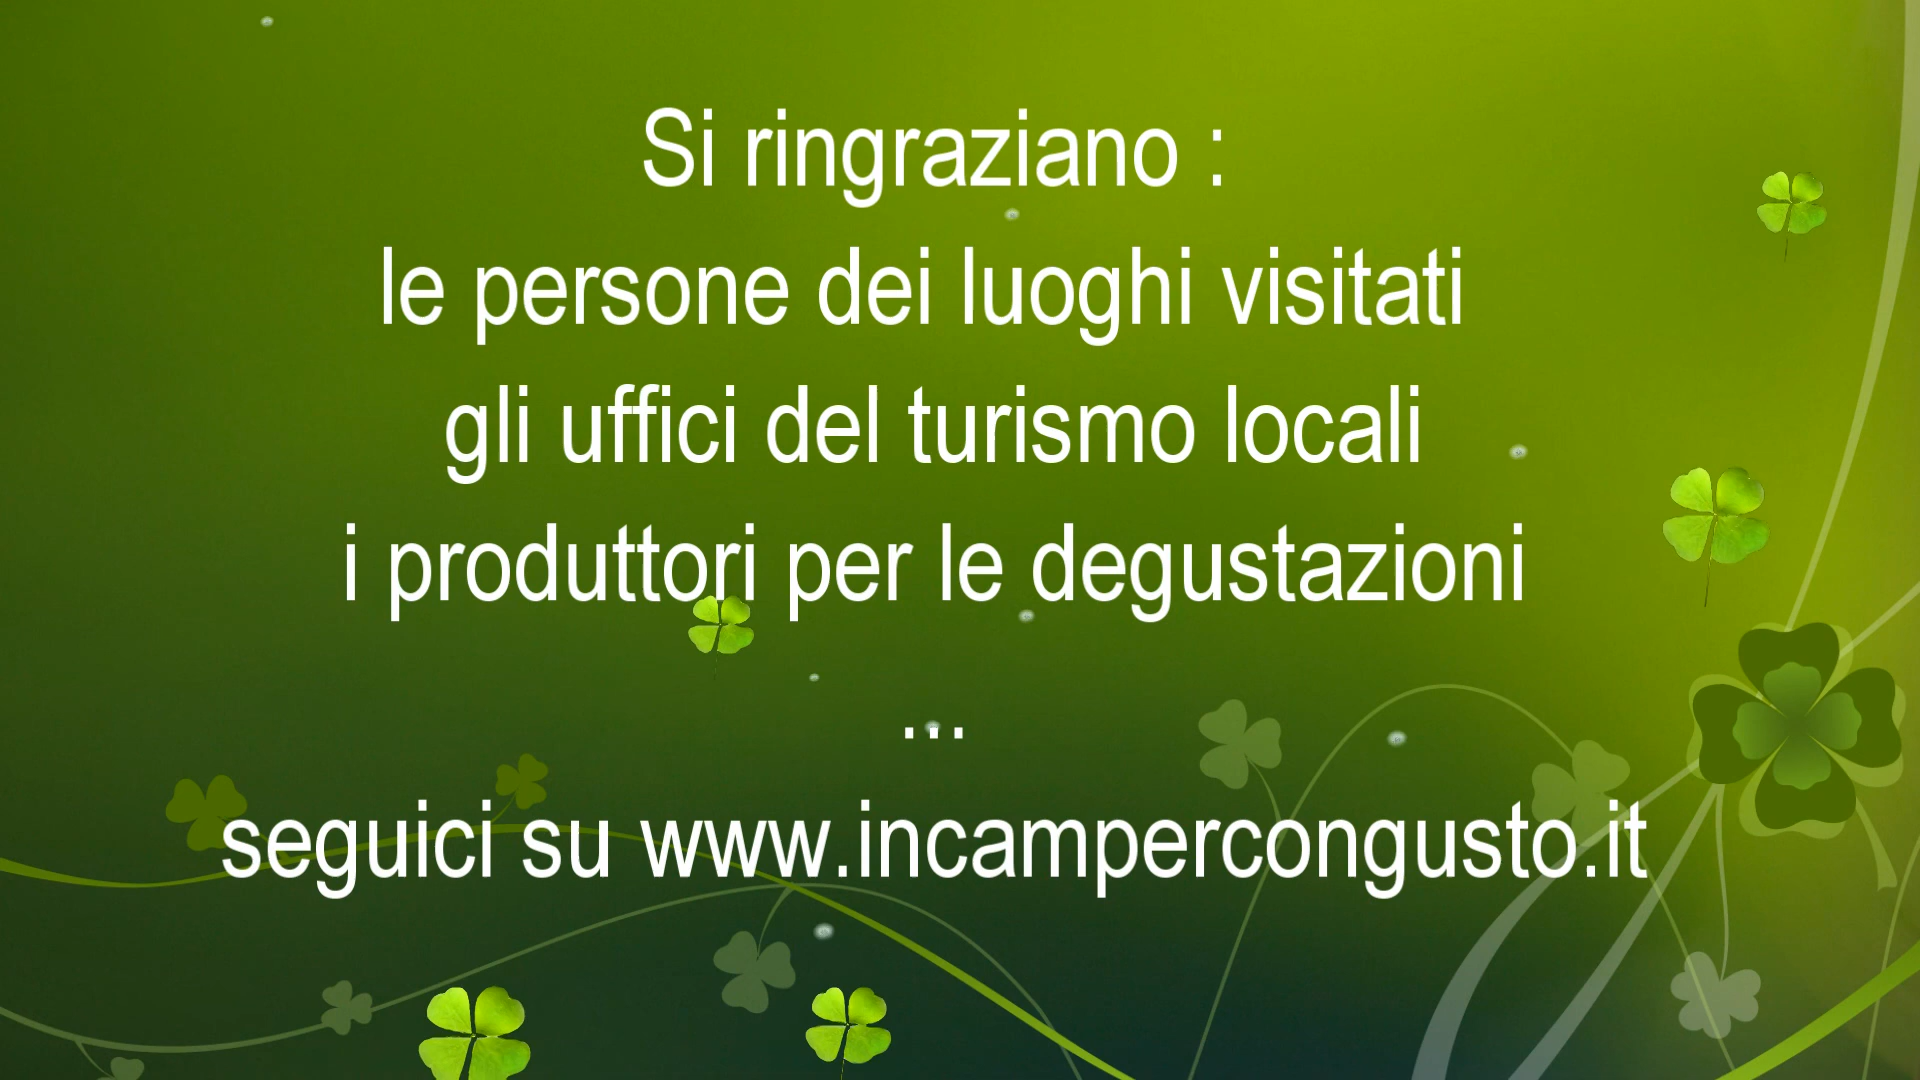 Si ringraziano :
le persone dei luoghi visitati
gli uffici del turismo locali
i produttori per le degustazioni
...
seguici su www.incampercongusto.it